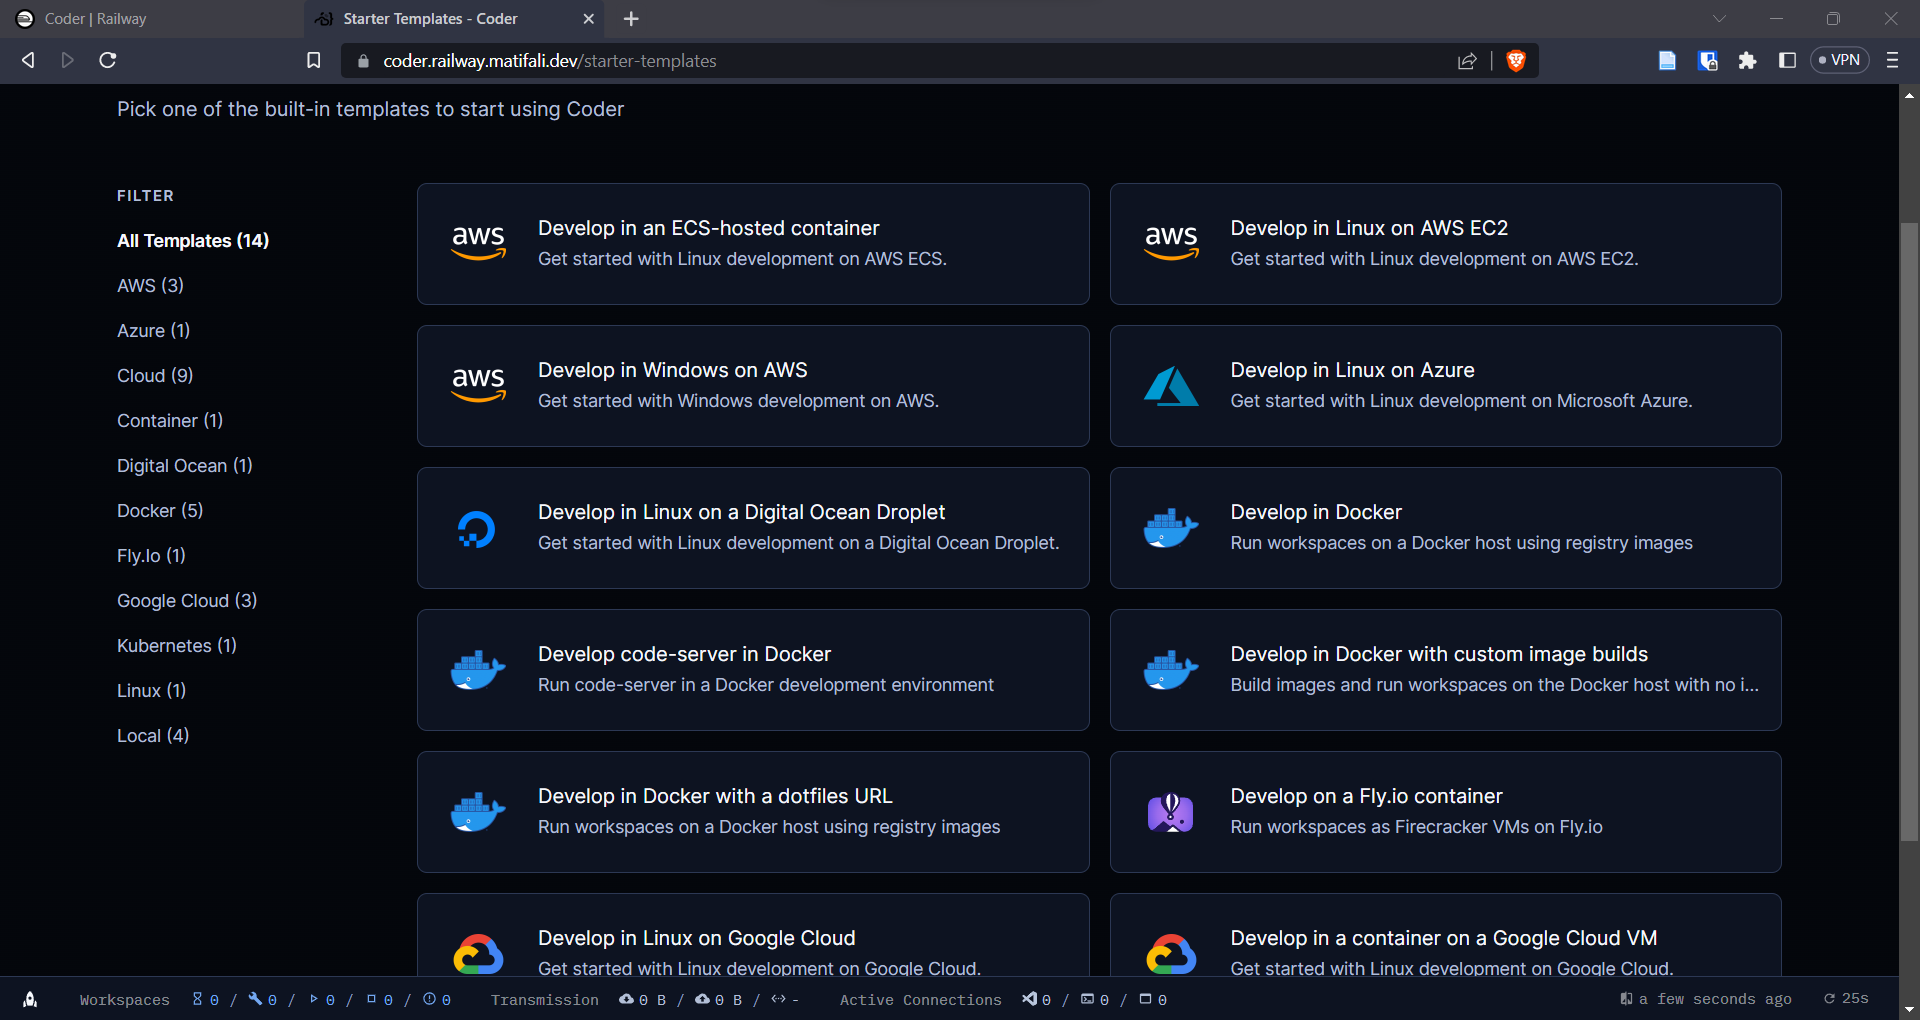 Coder | Railway
Starter Templates - Coder
coder.railway.matifali.dev/starter-templates
VPN
Pick one of the built-in templates to start using Coder
FILTER
All Templates (14)
AWS (3)
Azure (1)
Cloud (9)
Container (1)
Digital Ocean (1)
Docker (5)
Fly.Io (1)
Google Cloud (3)
Kubernetes (1)
Linux (1)
Local (4)
aws
Develop in an ECS-hosted container
Get started with Linux development on AWS ECS.
aws
Develop in Linux on AWS EC2
Get started with Linux development on AWS EC2.
aws
Develop in Windows on AWS
Get started with Windows development on AWS.
Develop in Linux on Azure
Get started with Linux development on Microsoft Azure.
Develop in Linux on a Digital Ocean Droplet
Get started with Linux development on a Digital Ocean Droplet.
Develop in Docker
Run workspaces on a Docker host using registry images
Develop code-server in Docker
Run code-server in a Docker development environment
Develop in Docker with custom image builds
Build images and run workspaces on the Docker host with no i...
Develop in Docker with a dotfiles URL
Run workspaces on a Docker host using registry images
Develop on a Fly.io container
Run workspaces as Firecracker VMs on Fly.io
Develop in Linux on Google Cloud
Get started with Linux development on Google Cloud.
Develop in a container on a Google Cloud VM
Get started with Linux development on Google Cloud.
Workspaces 0 / 0 / 0 / 0 / 0 Transmission 0 B / 0 B / - Active Connections 0 / 0 / 0 a few seconds ago 25s